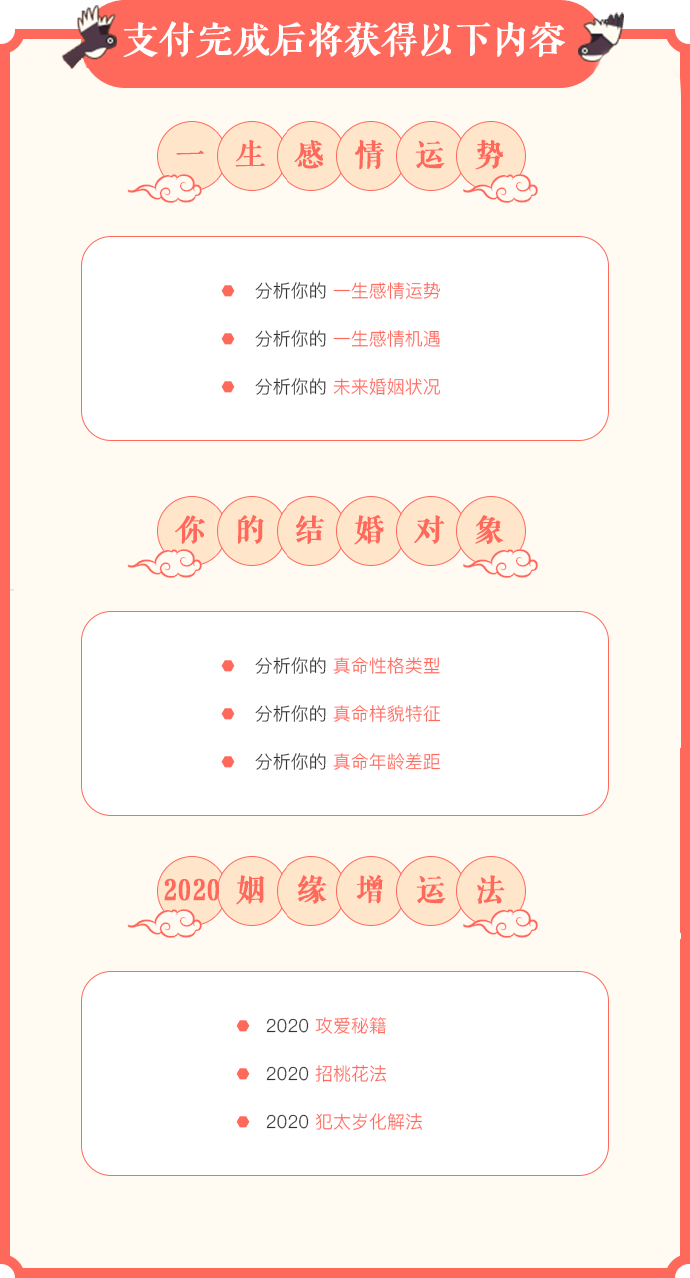 支付完成后将获得以下内容
一生感情运势
分析你的 一生感情运势
分析你的 一生感情机遇
分析你的 未来婚姻状况
你的结婚对象
分析你的 真命性格类型
分析你的 真命样貌特征
分析你的 真命年龄差距
2020姻缘增运法
2020 攻爱秘籍
2020 招桃花法
2020 犯太岁化解法